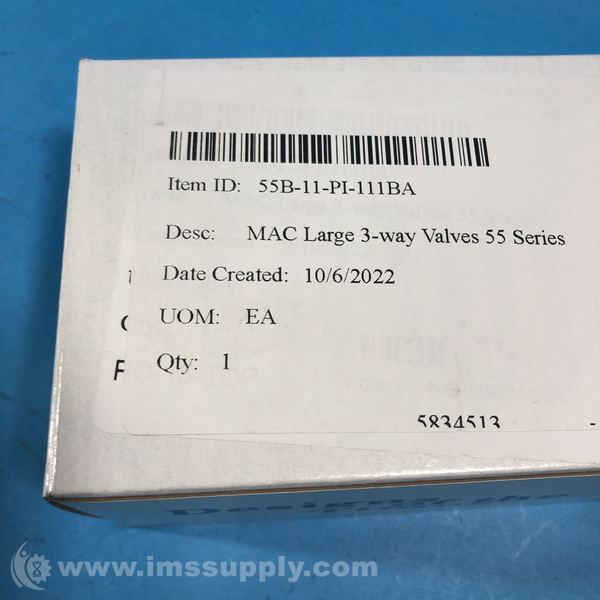 Item ID: 55B-11-PI-111BA
Desc: MAC Large 3-way Valves 55 Series
Date Created: 10/6/2022
UOM: EA
Qty: 1
5834513
Designs
www.imssupply.com